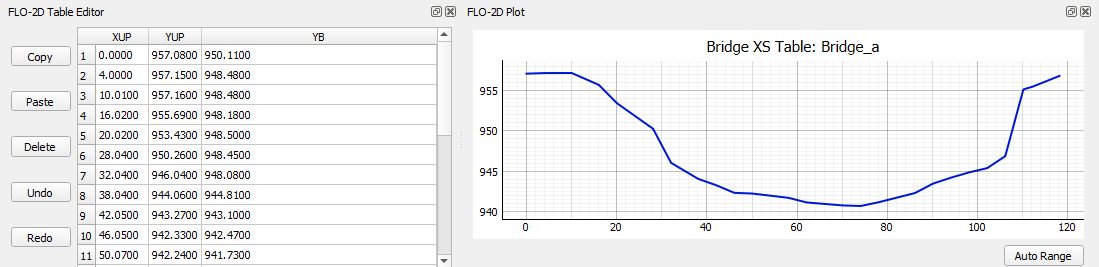 FLO-2D Table Editor
Copy
Paste
Delete
Undo
Redo
XUP YUP YB
1 0.0000 957.0800 950.1100
2 4.0000 957.1500 948.4800
3 10.0100 957.1600 948.4800
4 16.0200 955.6900 948.1800
5 20.0200 953.4300 948.5000
6 28.0400 950.2600 948.4500
7 32.0400 946.0400 948.0800
8 38.0400 944.0600 944.8100
9 42.0500 943.2700 943.1000
10 46.0500 942.3300 942.4700
11 50.0700 942.2400 941.7300
FLO-2D Plot
Bridge XS Table: Bridge_a
955
950
945
940
0 20 40 60 80 100 120
Auto Range